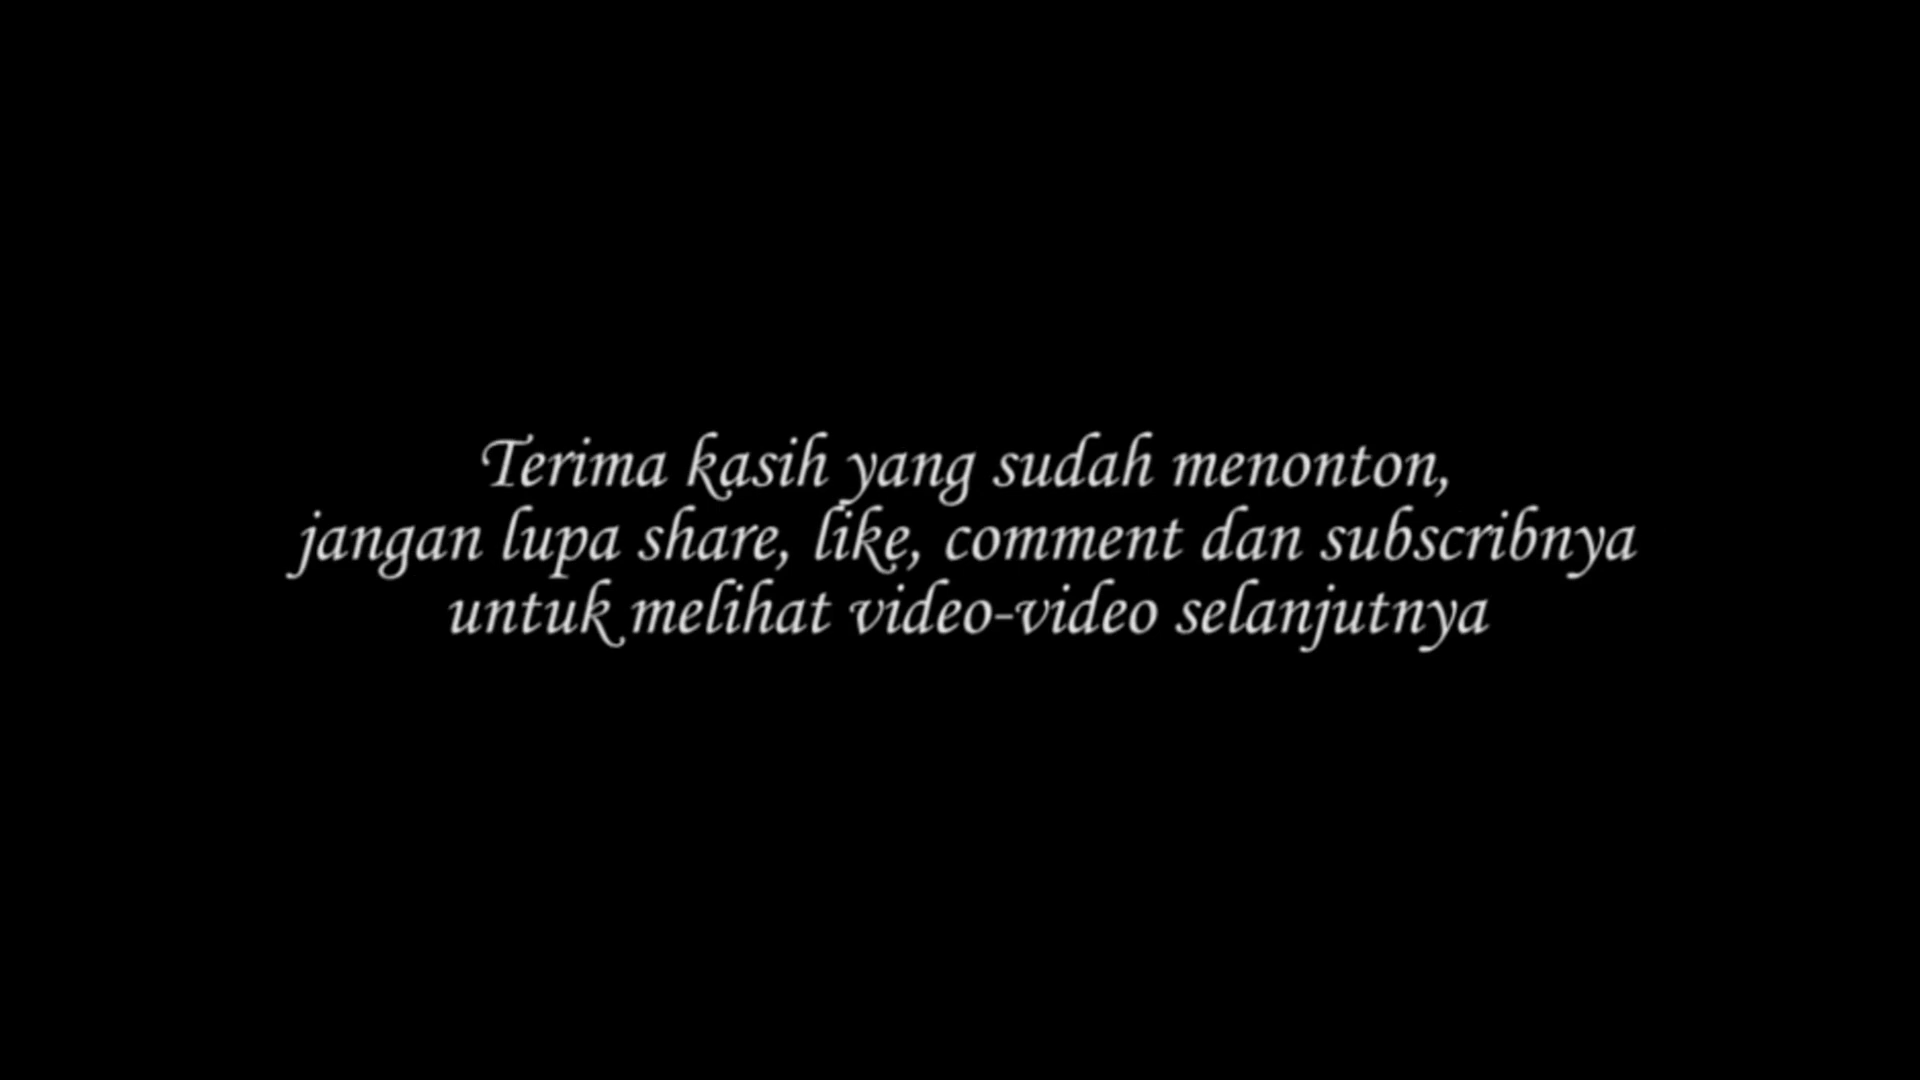 Terima kasih yang sudah menonton,
jangan lupa share, like, comment dan subscribnya
untuk melihat video-video selanjutnya